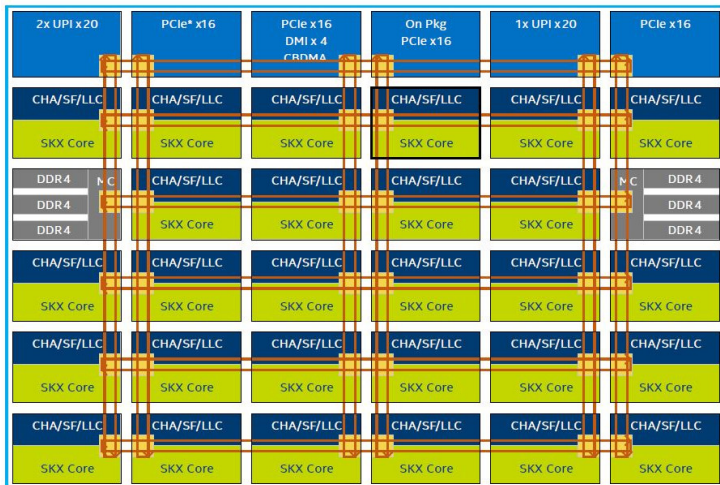 2x UPI x20
PCIe* x16
PCIe x16
DMI x 4
CBDMA
On Pkg
PCIe x16
1x UPI x20
PCIe x16
CHA/SF/LLC
CHA/SF/LLC
CHA/SF/LLC
CHA/SF/LLC
CHA/SF/LLC
CHA/SF/LLC
SKX Core
SKX Core
SKX Core
SKX Core
SKX Core
SKX Core
DDR4
MC
DDR4
DDR4
CHA/SF/LLC
CHA/SF/LLC
CHA/SF/LLC
CHA/SF/LLC
SKX Core
SKX Core
SKX Core
SKX Core
MC
DDR4
DDR4
DDR4
CHA/SF/LLC
CHA/SF/LLC
CHA/SF/LLC
CHA/SF/LLC
CHA/SF/LLC
CHA/SF/LLC
SKX Core
SKX Core
SKX Core
SKX Core
SKX Core
SKX Core
CHA/SF/LLC
CHA/SF/LLC
CHA/SF/LLC
CHA/SF/LLC
CHA/SF/LLC
CHA/SF/LLC
SKX Core
SKX Core
SKX Core
SKX Core
SKX Core
SKX Core
CHA/SF/LLC
CHA/SF/LLC
CHA/SF/LLC
CHA/SF/LLC
CHA/SF/LLC
CHA/SF/LLC
SKX Core
SKX Core
SKX Core
SKX Core
SKX Core
SKX Core